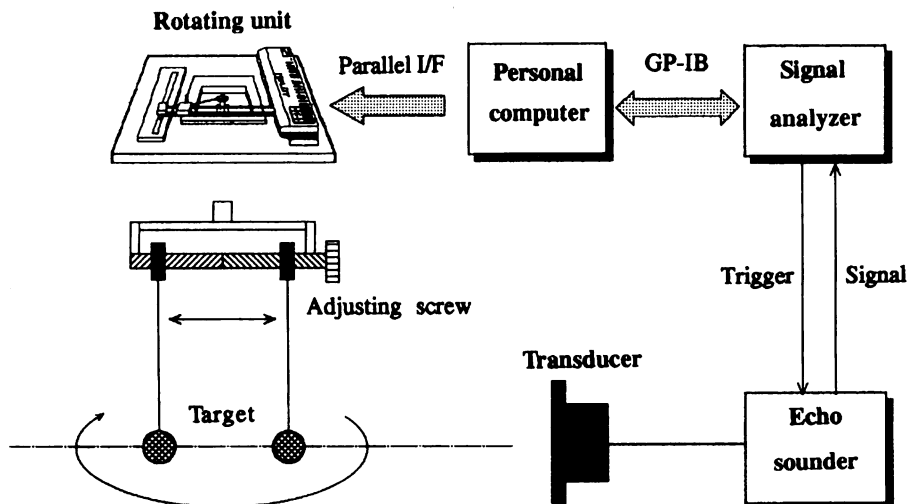 Rotating unit
Parallel I/F
Personal
computer
GP-IB
Signal
analyzer
Adjusting screw
Trigger
Signal
Transducer
Target
Echo
sounder